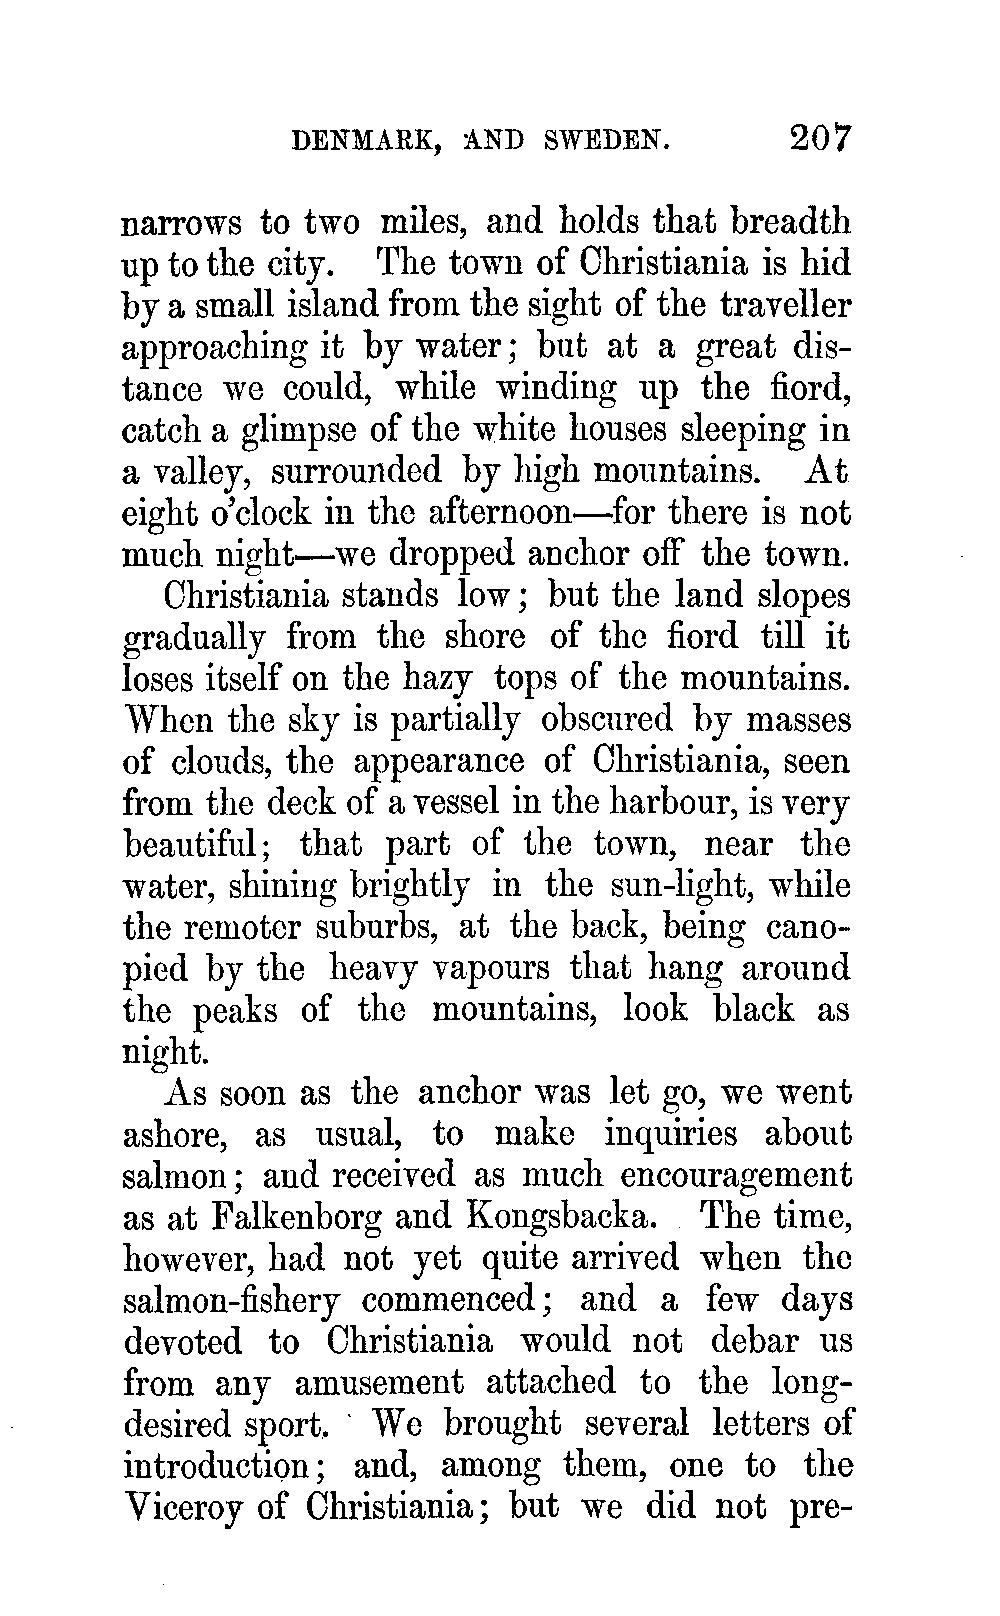 DENMARK, AND SWEDEN. 207
narrows to two miles, and holds that breadth
up to the city. The town of Christiania is hid
by a small island from the sight of the traveller
approaching it by water; but at a great dis-
tance we could, while winding up the fiord,
catch a glimpse of the white houses sleeping in
a valley, surrounded by high mountains. At
eight o'clock in the afternoon—for there is not
much night—we dropped anchor off the town.
Christiania stands low; but the land slopes
gradually from the shore of the fiord till it
loses itself on the hazy tops of the mountains.
When the sky is partially obscured by masses
of clouds, the appearance of Christiania, seen
from the deck of a vessel in the harbour, is very
beautiful; that part of the town, near the
water, shining brightly in the sun-light, while
the remoter suburbs, at the back, being cano-
pied by the heavy vapours that hang around
the peaks of the mountains, look black as
night.
As soon as the anchor was let go, we went
ashore, as usual, to make inquiries about
salmon; and received as much encouragement
as at Falkenborg and Kongsbacka. The time,
however, had not yet quite arrived when the
salmon-fishery commenced; and a few days
devoted to Christiania would not debar us
from any amusement attached to the long-
desired sport. We brought several letters of
introduction; and, among them, one to the
Viceroy of Christiania; but we did not pre-